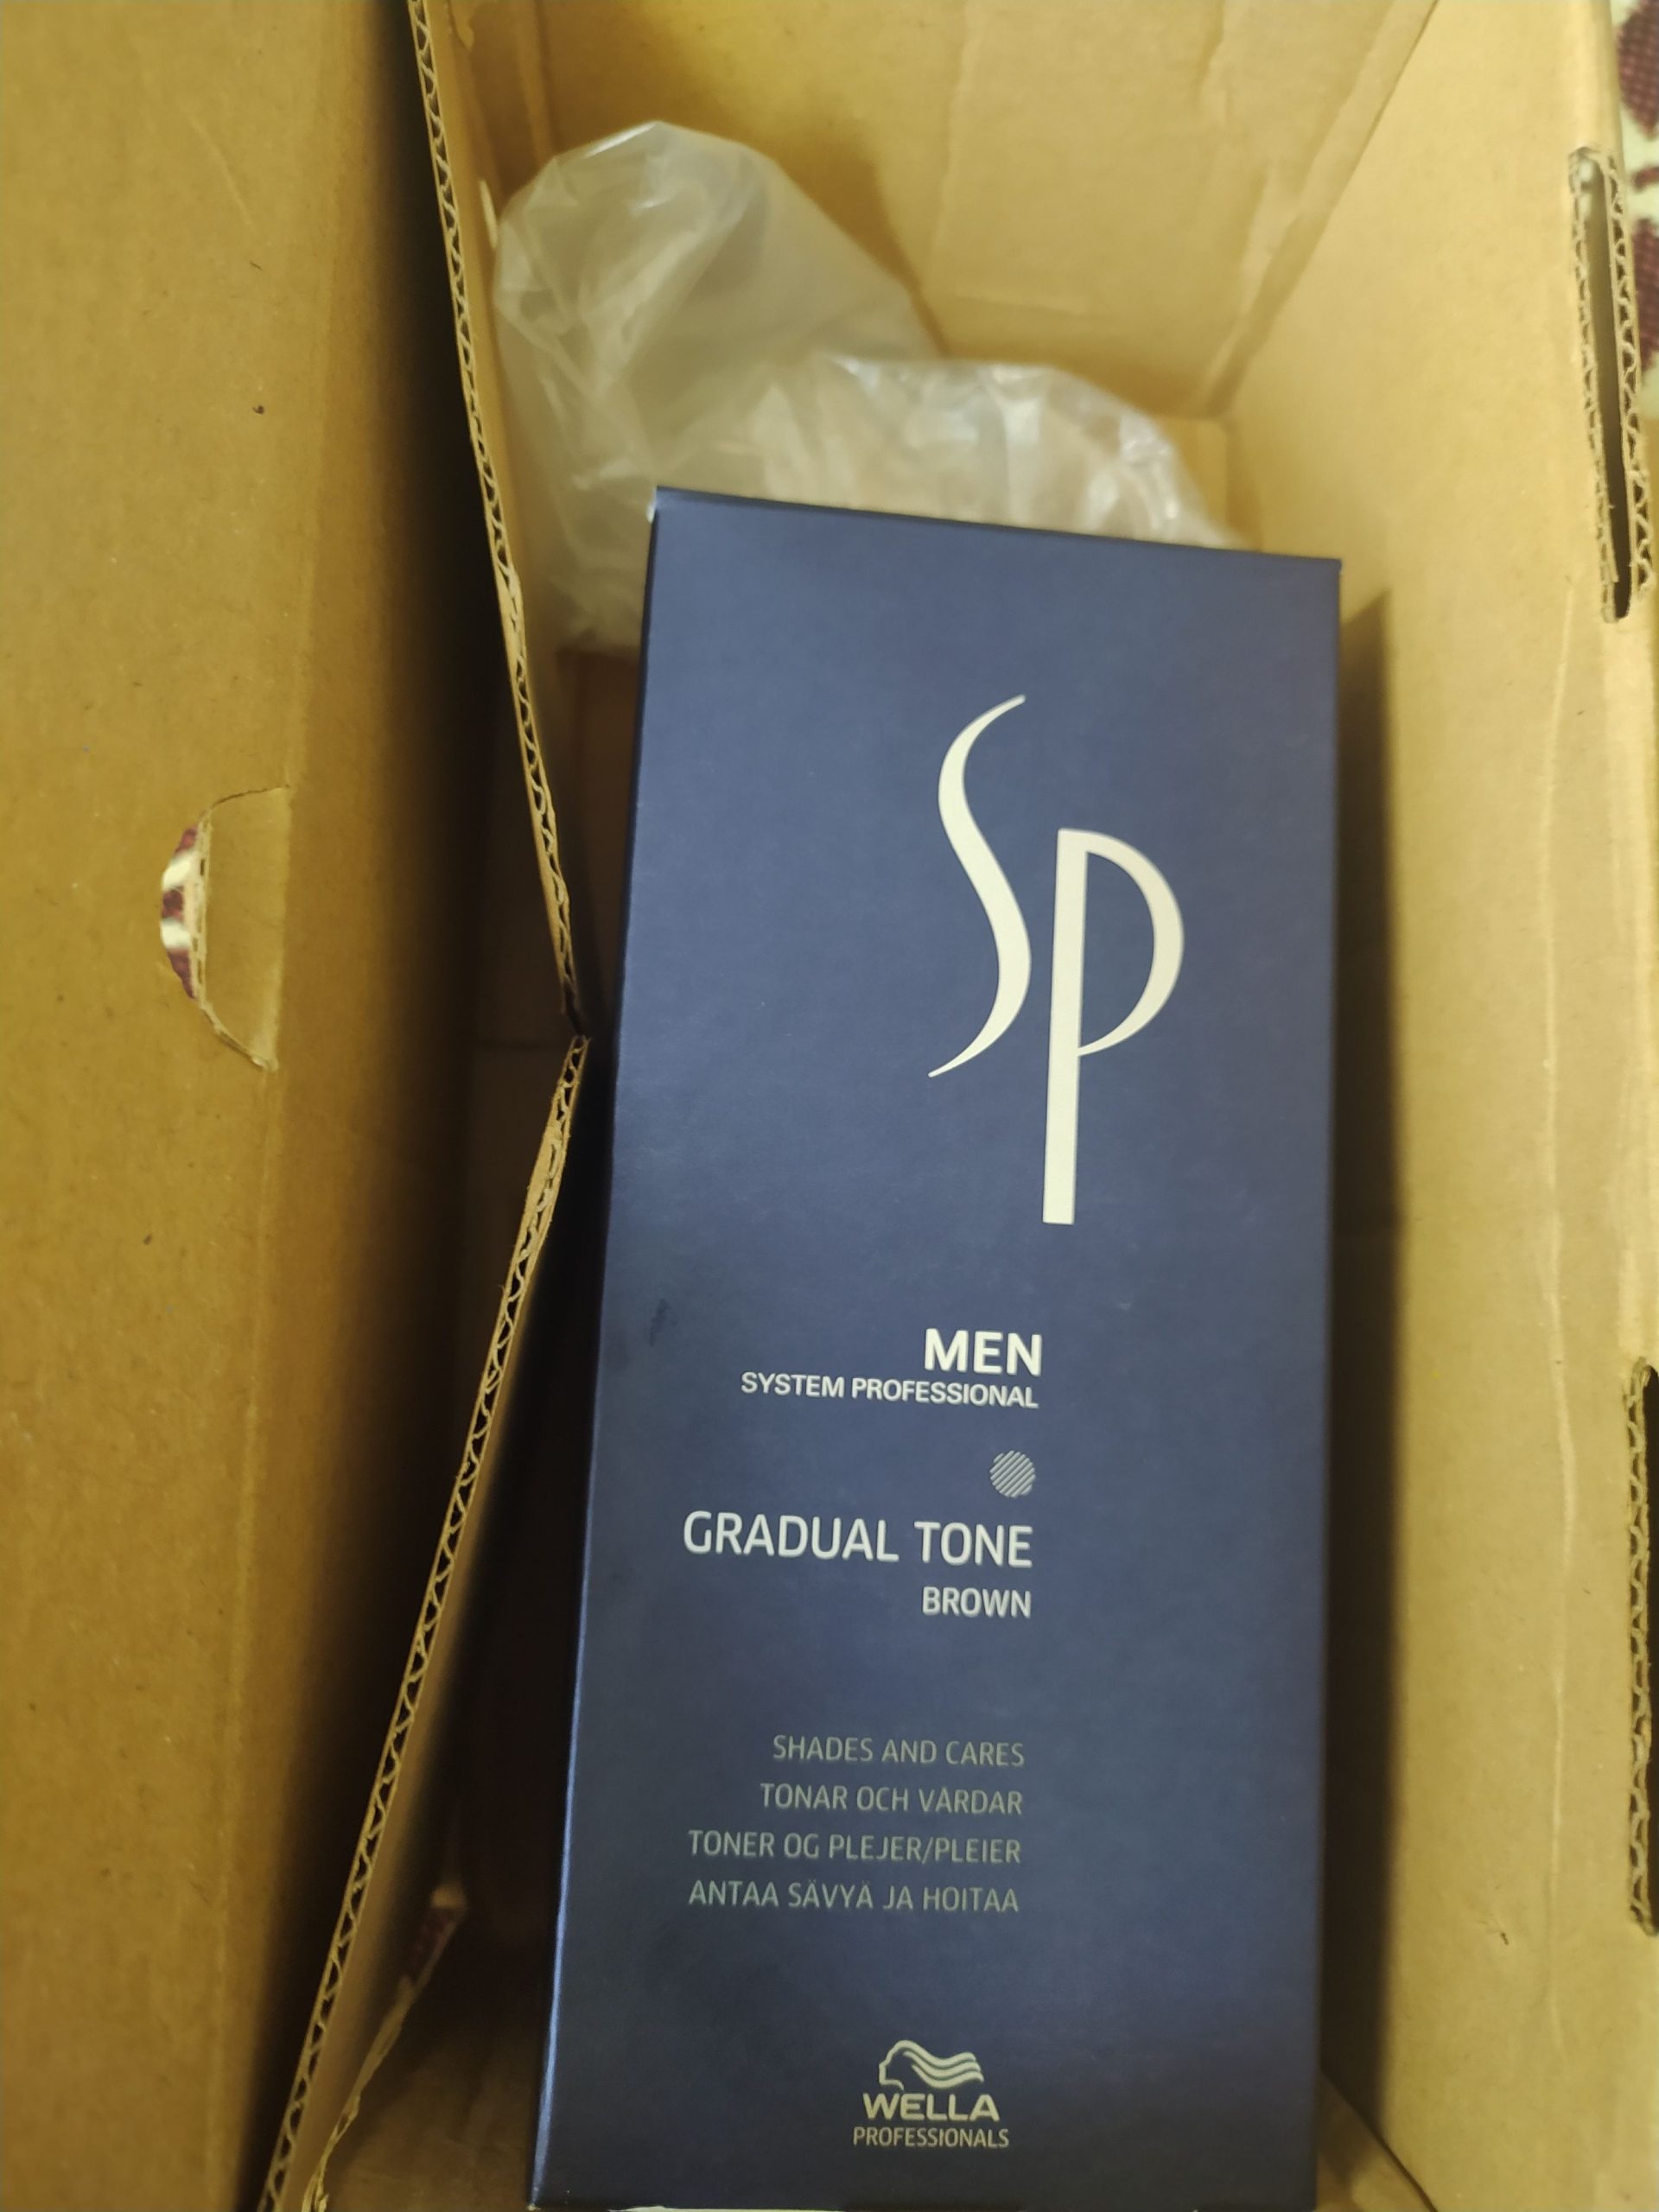 SP
MEN
SYSTEM PROFESSIONAL
GRADUAL TONE
BROWN
SHADES AND CARES
TONAR OCH VÅRDAR
TONER OG PLEJER/PLEIER
ANTAA SÄVYÄ JA HOITAA
WELLA
PROFESSIONALS